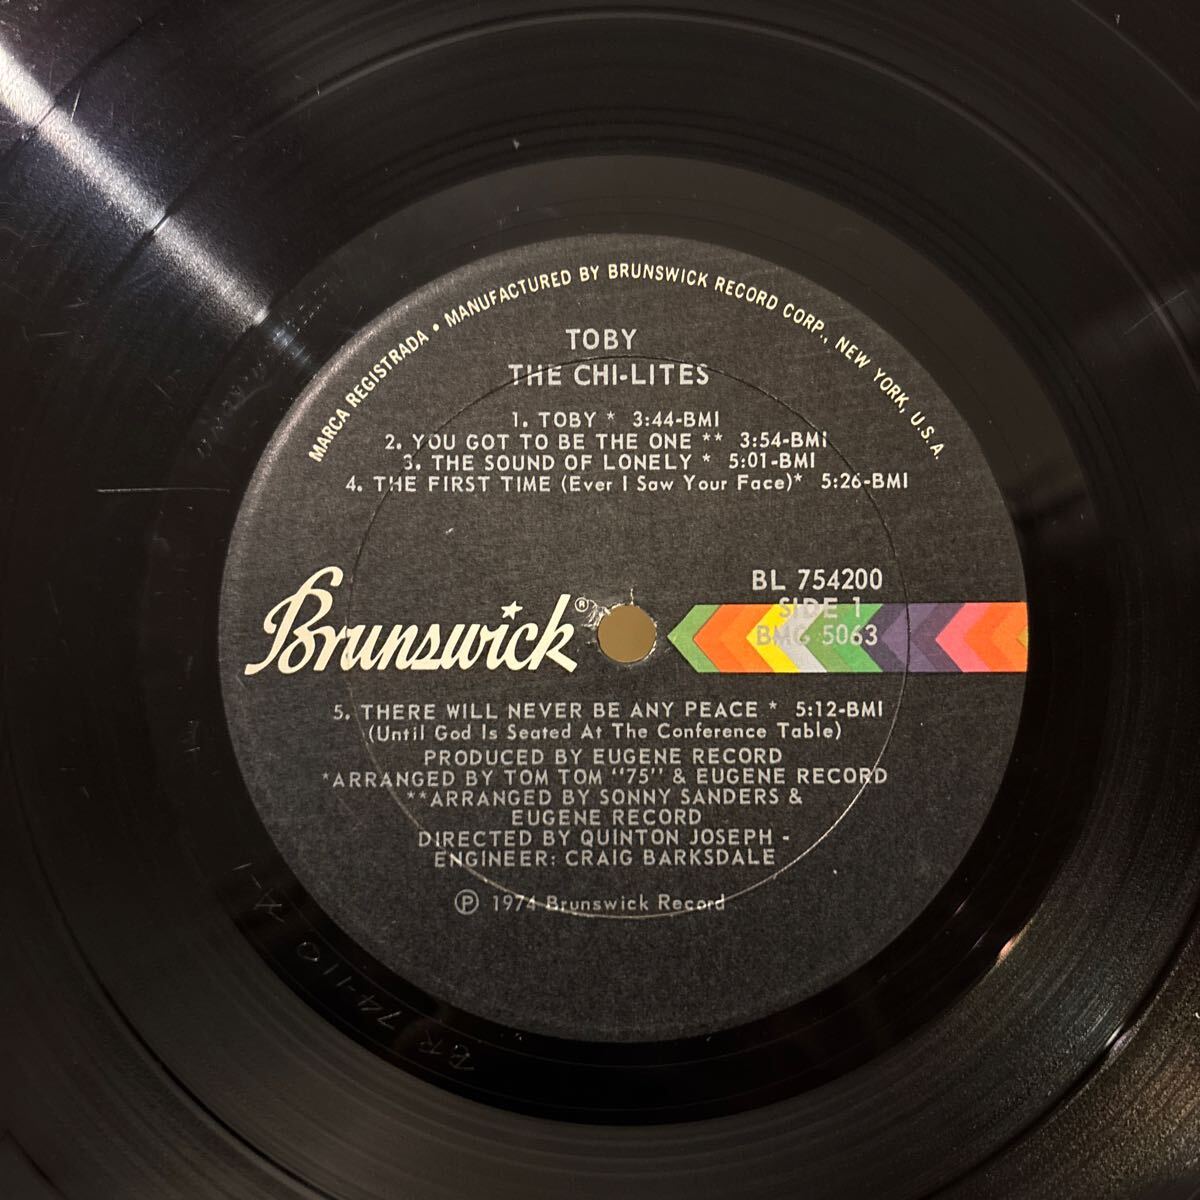 MARCA REGISTRADA • MANUFACTURED BY BRUNSWICK RECORD CORP., NEW YORK, U.S.A.
TOBY
THE CHI-LITES
1. TOBY * 3:44-BMI
2. YOU GOT TO BE THE ONE ** 3:54-BMI
3. THE SOUND OF LONELY * 5:01-BMI
4. THE FIRST TIME (Ever I Saw Your Face)* 5:26-BMI
Brunswick®
BL 754200
SIDE 1
BMG 5063
5. THERE WILL NEVER BE ANY PEACE * 5:12-BMI
(Until God Is Seated At The Conference Table)
PRODUCED BY EUGENE RECORD
*ARRANGED BY TOM TOM "75" & EUGENE RECORD
**ARRANGED BY SONNY SANDERS &
EUGENE RECORD
DIRECTED BY QUINTON JOSEPH -
ENGINEER: CRAIG BARKSDALE
℗ 1974 Brunswick Record
BR 74-110